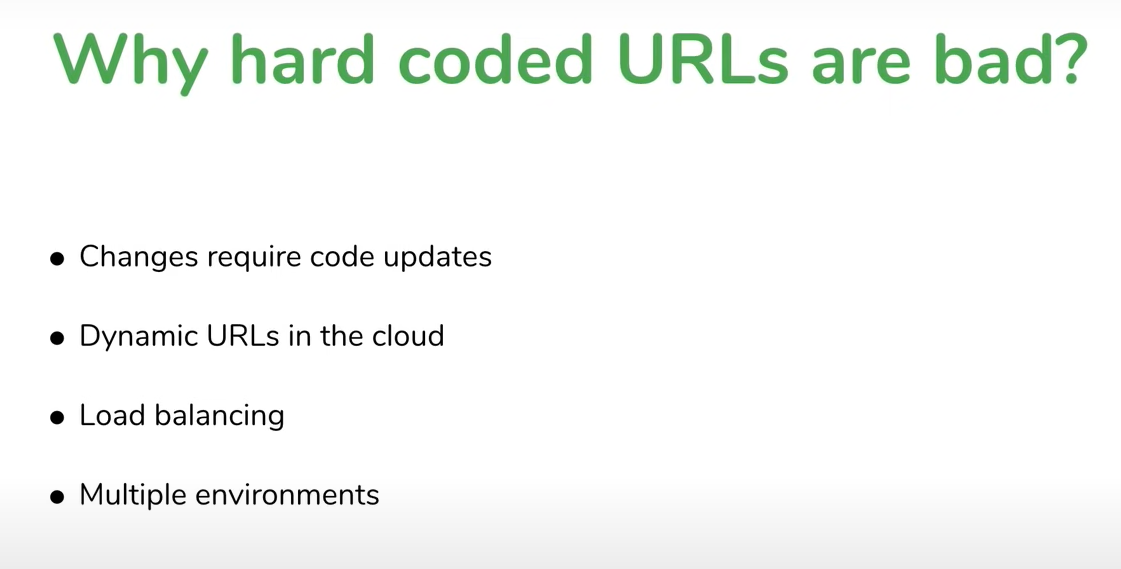 Why hard coded URLs are bad?
● Changes require code updates
● Dynamic URLs in the cloud
● Load balancing
● Multiple environments